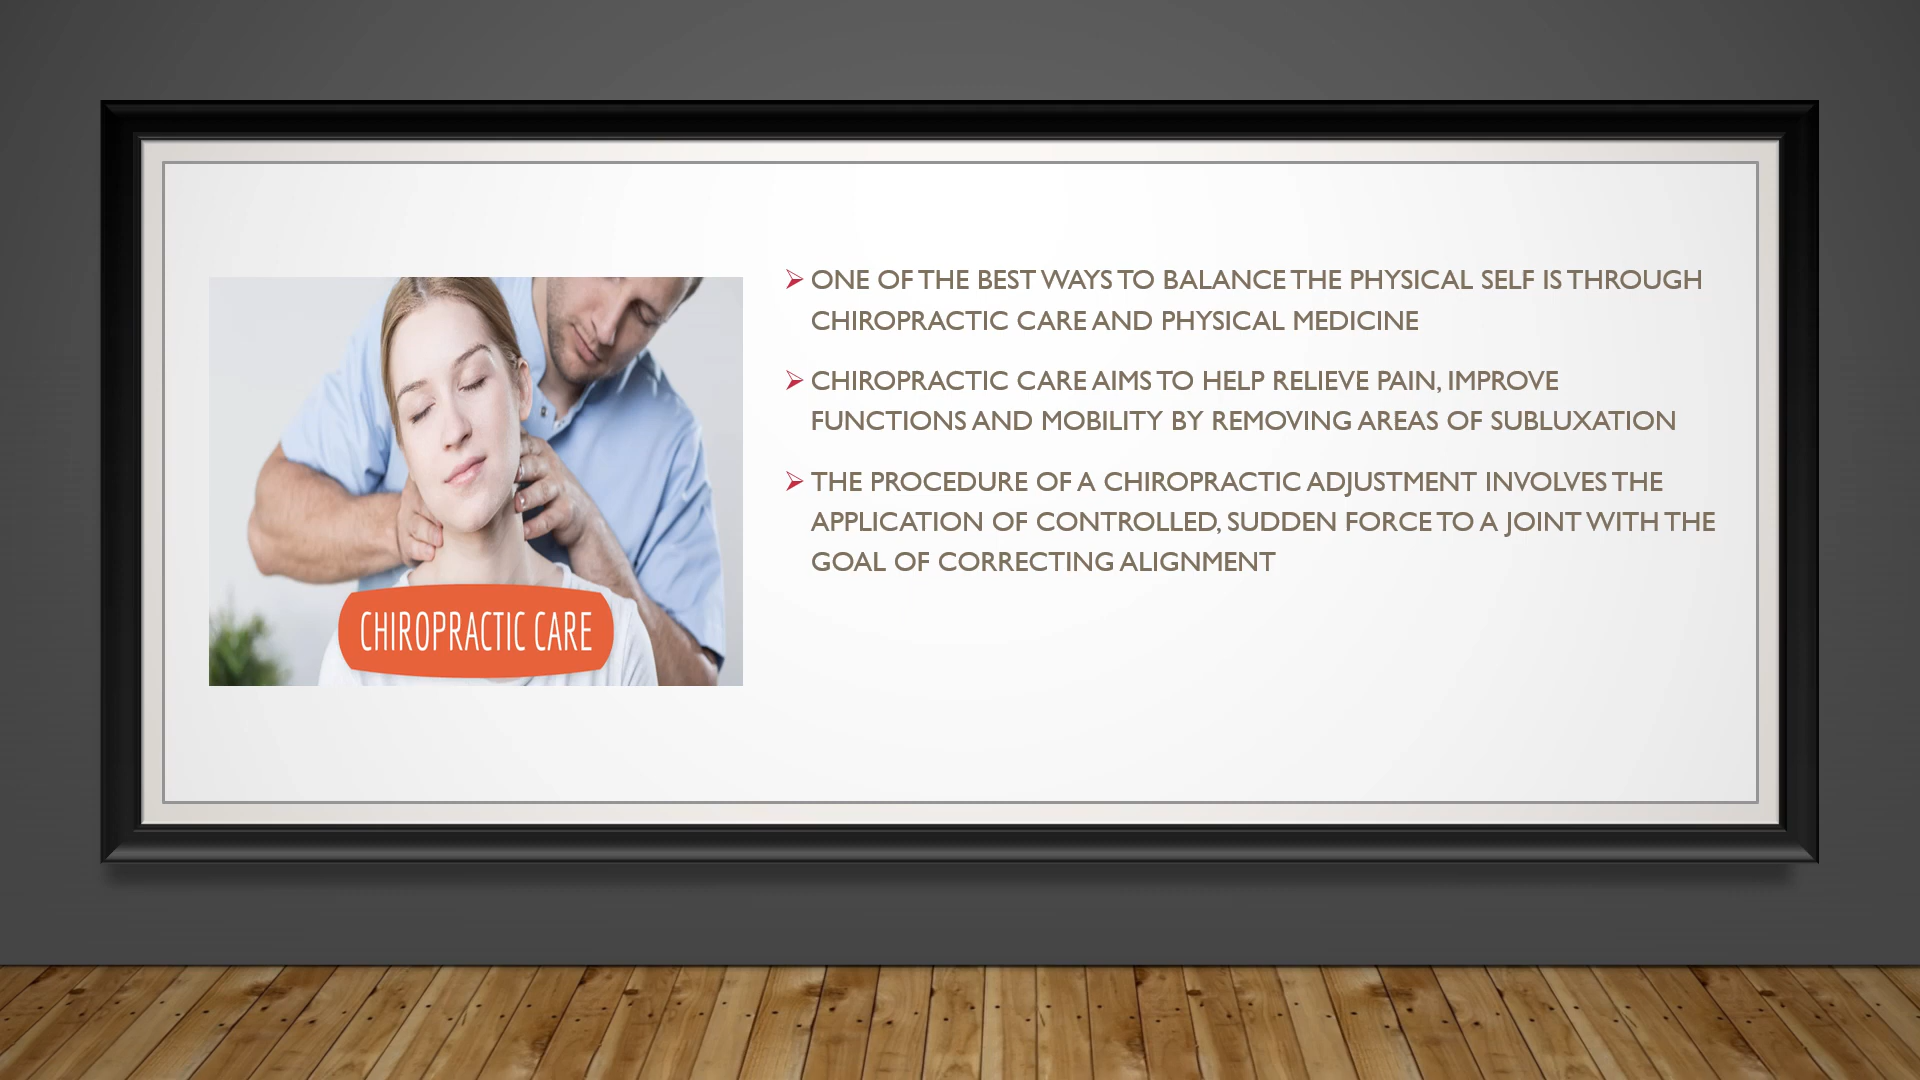 ONE OF THE BEST WAYS TO BALANCE THE PHYSICAL SELF IS THROUGH
CHIROPRACTIC CARE AND PHYSICAL MEDICINE
CHIROPRACTIC CARE AIMS TO HELP RELIEVE PAIN, IMPROVE
FUNCTIONS AND MOBILITY BY REMOVING AREAS OF SUBLUXATION
THE PROCEDURE OF A CHIROPRACTIC ADJUSTMENT INVOLVES THE
APPLICATION OF CONTROLLED, SUDDEN FORCE TO A JOINT WITH THE
GOAL OF CORRECTING ALIGNMENT
CHIROPRACTIC CARE